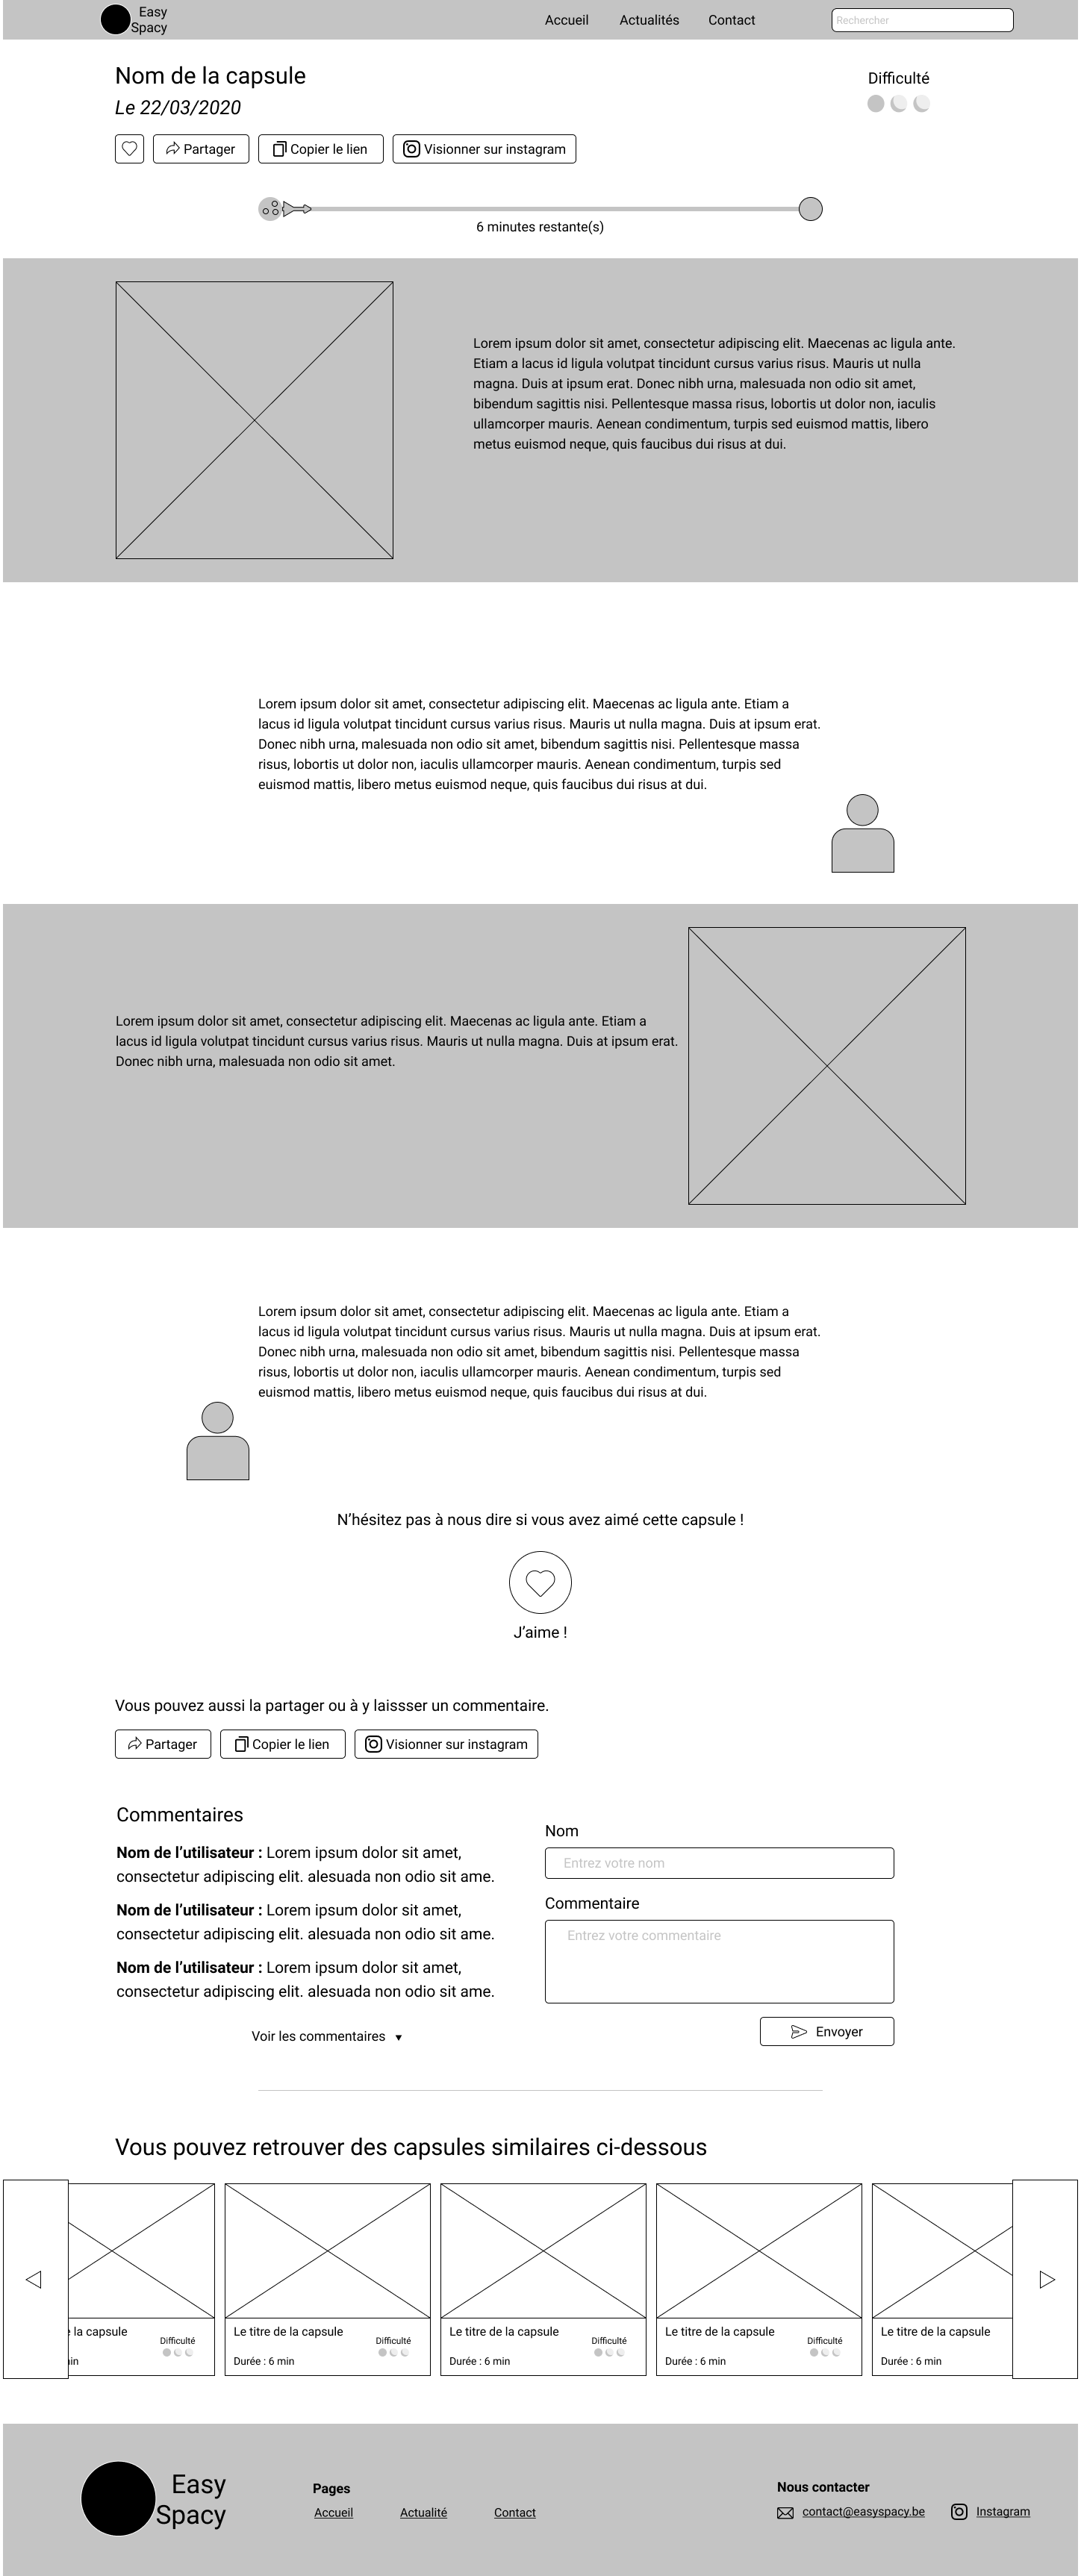 Easy
Spacy
Accueil
Actualités
Contact
Rechercher
Nom de la capsule
Difficulté
Le 22/03/2020
Partager
Copier le lien
Visionner sur instagram
6 minutes restante(s)
Lorem ipsum dolor sit amet, consectetur adipiscing elit. Maecenas ac ligula ante.
Etiam a lacus id ligula volutpat tincidunt cursus varius risus. Mauris ut nulla
magna. Duis at ipsum erat. Donec nibh urna, malesuada non odio sit amet,
bibendum sagittis nisi. Pellentesque massa risus, lobortis ut dolor non, iaculis
ullamcorper mauris. Aenean condimentum, turpis sed euismod mattis, libero
metus euismod neque, quis faucibus dui risus at dui.
Lorem ipsum dolor sit amet, consectetur adipiscing elit. Maecenas ac ligula ante. Etiam a
lacus id ligula volutpat tincidunt cursus varius risus. Mauris ut nulla magna. Duis at ipsum erat.
Donec nibh urna, malesuada non odio sit amet, bibendum sagittis nisi. Pellentesque massa
risus, lobortis ut dolor non, iaculis ullamcorper mauris. Aenean condimentum, turpis sed
euismod mattis, libero metus euismod neque, quis faucibus dui risus at dui.
Lorem ipsum dolor sit amet, consectetur adipiscing elit. Maecenas ac ligula ante. Etiam a
lacus id ligula volutpat tincidunt cursus varius risus. Mauris ut nulla magna. Duis at ipsum erat.
Donec nibh urna, malesuada non odio sit amet.
Lorem ipsum dolor sit amet, consectetur adipiscing elit. Maecenas ac ligula ante. Etiam a
lacus id ligula volutpat tincidunt cursus varius risus. Mauris ut nulla magna. Duis at ipsum erat.
Donec nibh urna, malesuada non odio sit amet, bibendum sagittis nisi. Pellentesque massa
risus, lobortis ut dolor non, iaculis ullamcorper mauris. Aenean condimentum, turpis sed
euismod mattis, libero metus euismod neque, quis faucibus dui risus at dui.
N’hésitez pas à nous dire si vous avez aimé cette capsule !
J’aime !
Vous pouvez aussi la partager ou à y laissser un commentaire.
Partager
Copier le lien
Visionner sur instagram
Commentaires
Nom de l’utilisateur : Lorem ipsum dolor sit amet,
consectetur adipiscing elit. alesuada non odio sit ame.
Nom de l’utilisateur : Lorem ipsum dolor sit amet,
consectetur adipiscing elit. alesuada non odio sit ame.
Nom de l’utilisateur : Lorem ipsum dolor sit amet,
consectetur adipiscing elit. alesuada non odio sit ame.
Voir les commentaires
Nom
Entrez votre nom
Commentaire
Entrez votre commentaire
Envoyer
Vous pouvez retrouver des capsules similaires ci-dessous
la capsule
Difficulté
in
Le titre de la capsule
Difficulté
Durée : 6 min
Le titre de la capsule
Difficulté
Durée : 6 min
Le titre de la capsule
Difficulté
Durée : 6 min
Le titre de la capsule
Durée : 6 min
Easy
Spacy
Pages
Accueil
Actualité
Contact
Nous contacter
contact@easyspacy.be
Instagram